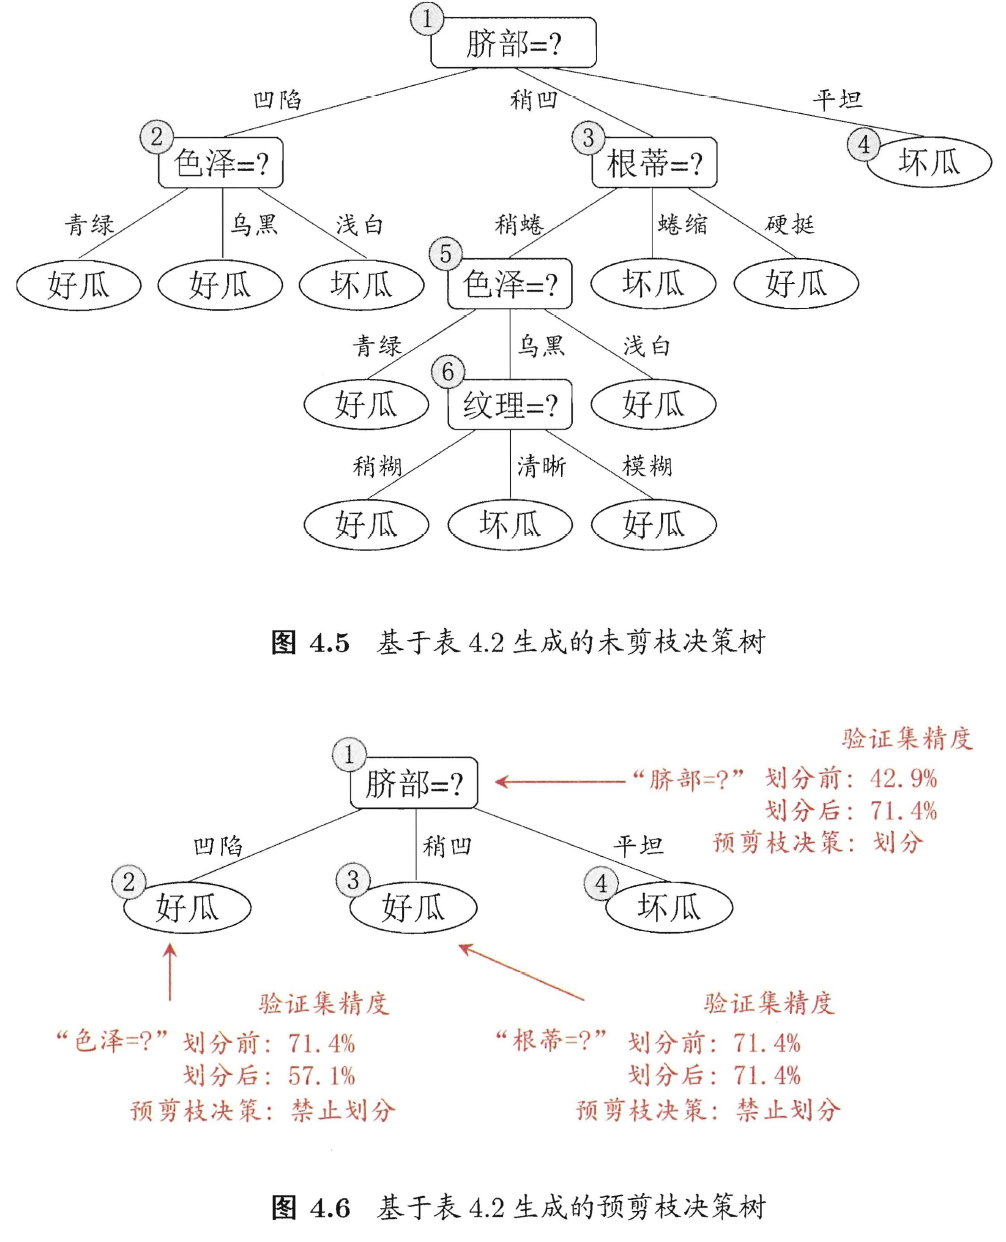 ① 脐部=?
凹陷 稍凹 平坦
② 色泽=? ③ 根蒂=? ④ 坏瓜
青绿 乌黑 浅白 稍蜷 蜷缩 硬挺
好瓜 好瓜 坏瓜 ⑤ 色泽=? 坏瓜 好瓜
青绿 乌黑 浅白
好瓜 ⑥ 纹理=? 好瓜
稍糊 清晰 模糊
好瓜 坏瓜 好瓜
图 4.5 基于表 4.2 生成的未剪枝决策树
验证集精度
① 脐部=? “脐部=?” 划分前: 42.9%
划分后: 71.4%
预剪枝决策: 划分
凹陷 稍凹 平坦
② 好瓜 ③ 好瓜 ④ 坏瓜
验证集精度 验证集精度
“色泽=?” 划分前: 71.4% “根蒂=?” 划分前: 71.4%
划分后: 57.1% 划分后: 71.4%
预剪枝决策: 禁止划分 预剪枝决策: 禁止划分
图 4.6 基于表 4.2 生成的预剪枝决策树